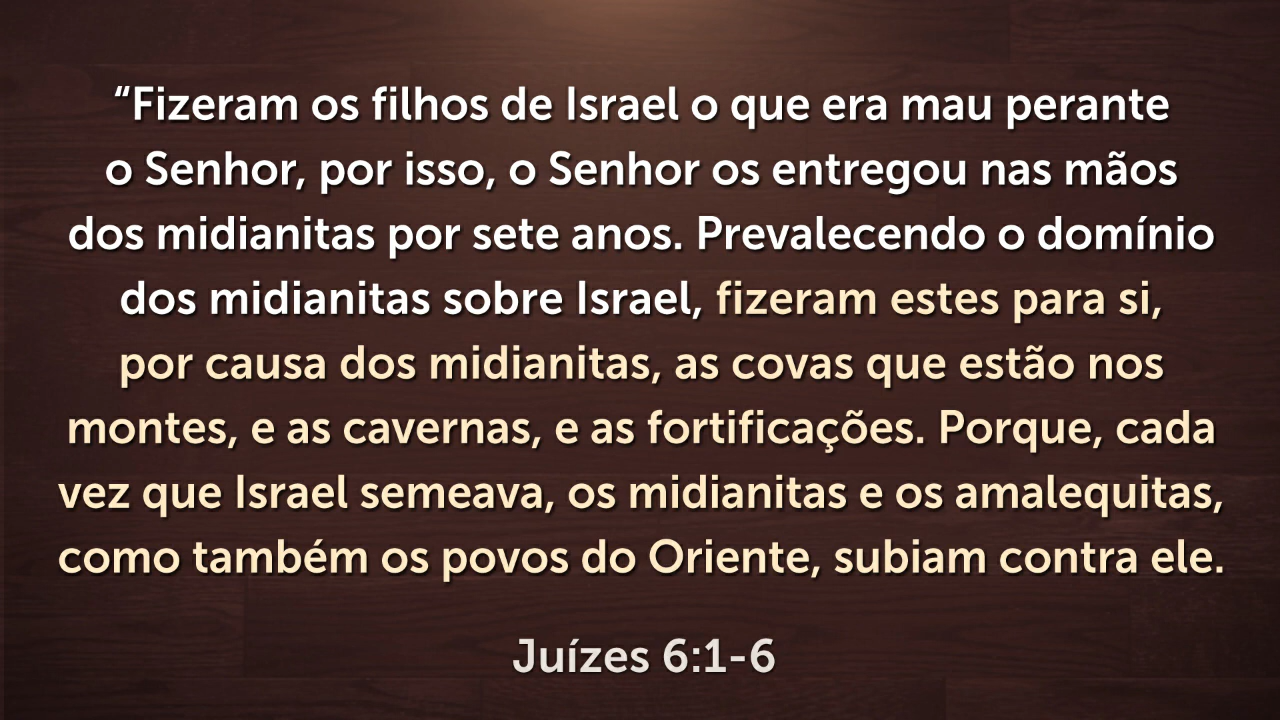 “Fizeram os filhos de Israel o que era mau perante
o Senhor, por isso, o Senhor os entregou nas mãos
dos midianitas por sete anos. Prevalecendo o domínio
dos midianitas sobre Israel, fizeram estes para si,
por causa dos midianitas, as covas que estão nos
montes, e as cavernas, e as fortificações. Porque, cada
vez que Israel semeava, os midianitas e os amalequitas,
como também os povos do Oriente, subiam contra ele.
Juízes 6:1-6